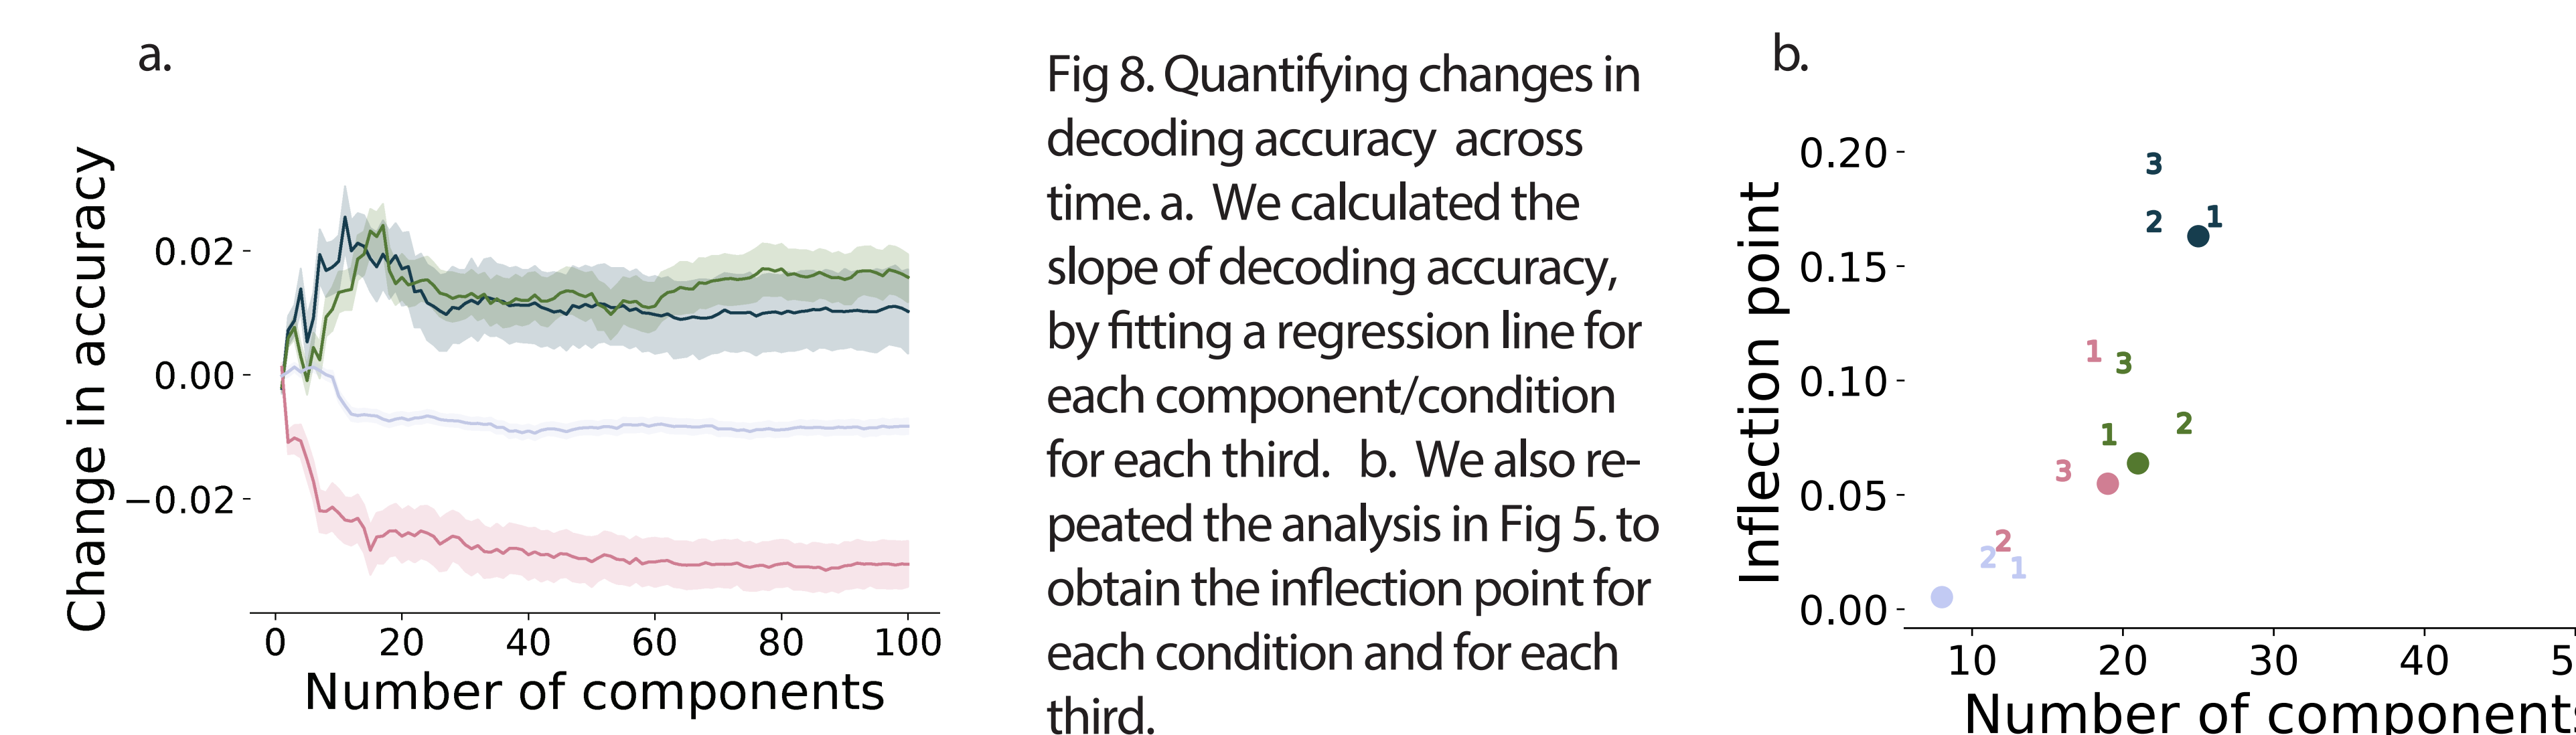 a.
Change in accuracy
0.02
0.00
−0.02
0 20 40 60 80 100
Number of components
Fig 8. Quantifying changes in
decoding accuracy across
time. a. We calculated the
slope of decoding accuracy,
by fitting a regression line for
each component/condition
for each third. b. We also re-
peated the analysis in Fig 5. to
obtain the inflection point for
each condition and for each
third.
b.
Inflection point
0.20
0.15
0.10
0.05
0.00
3
2 1
1 3
2
1
3
2
2 1
10 20 30 40
Number of components